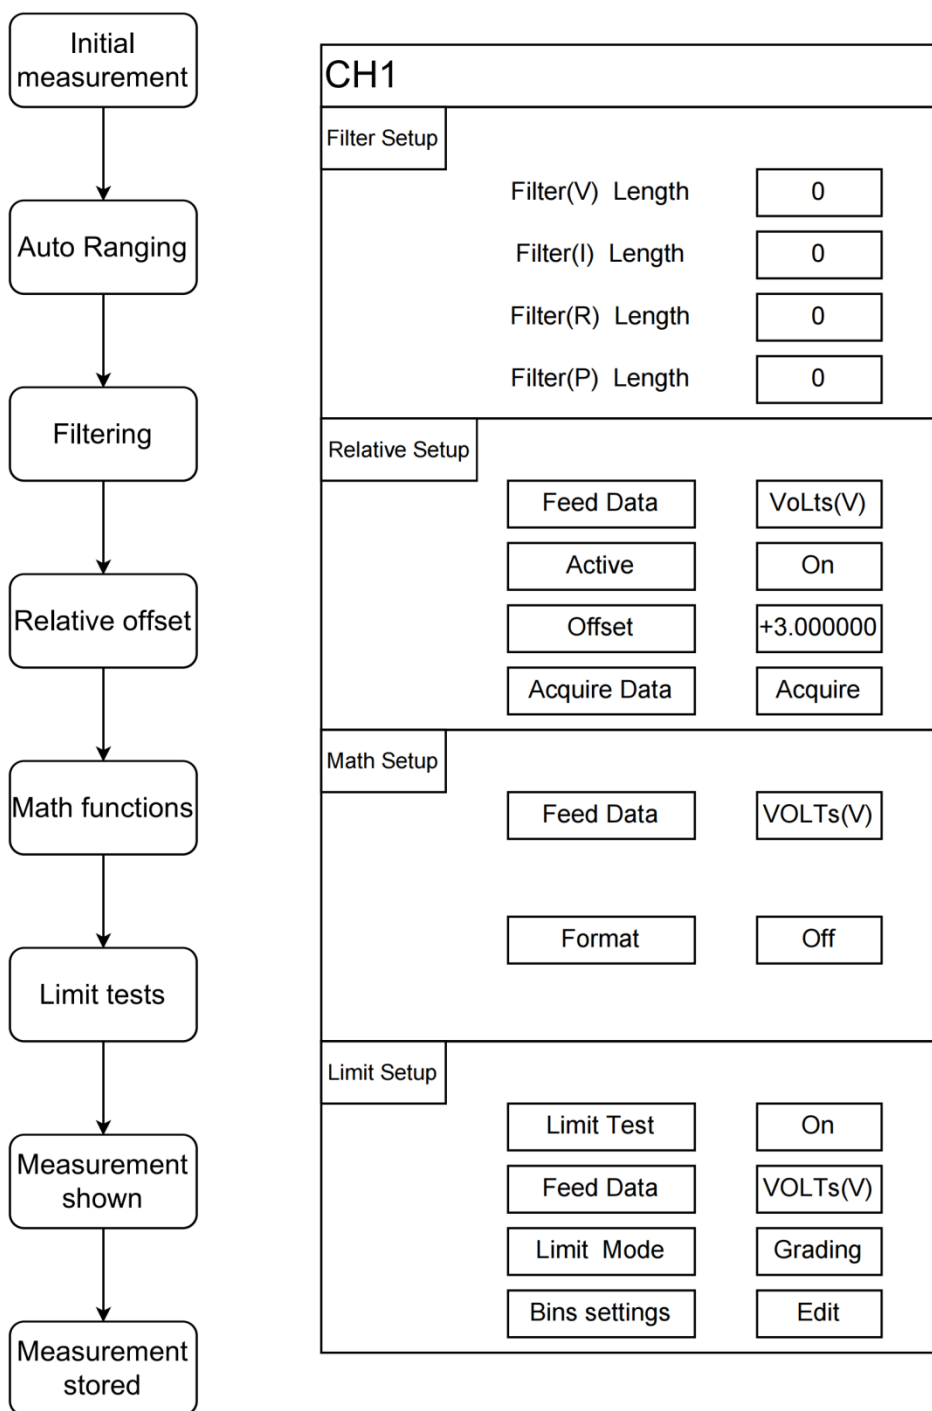 Initial
measurement
Auto Ranging
Filtering
Relative offset
Math functions
Limit tests
Measurement
shown
Measurement
stored
CH1
Filter Setup
Filter(V) Length 0
Filter(I) Length 0
Filter(R) Length 0
Filter(P) Length 0
Relative Setup
Feed Data VoLts(V)
Active On
Offset +3.000000
Acquire Data Acquire
Math Setup
Feed Data VOLTs(V)
Format Off
Limit Setup
Limit Test On
Feed Data VOLTs(V)
Limit Mode Grading
Bins settings Edit